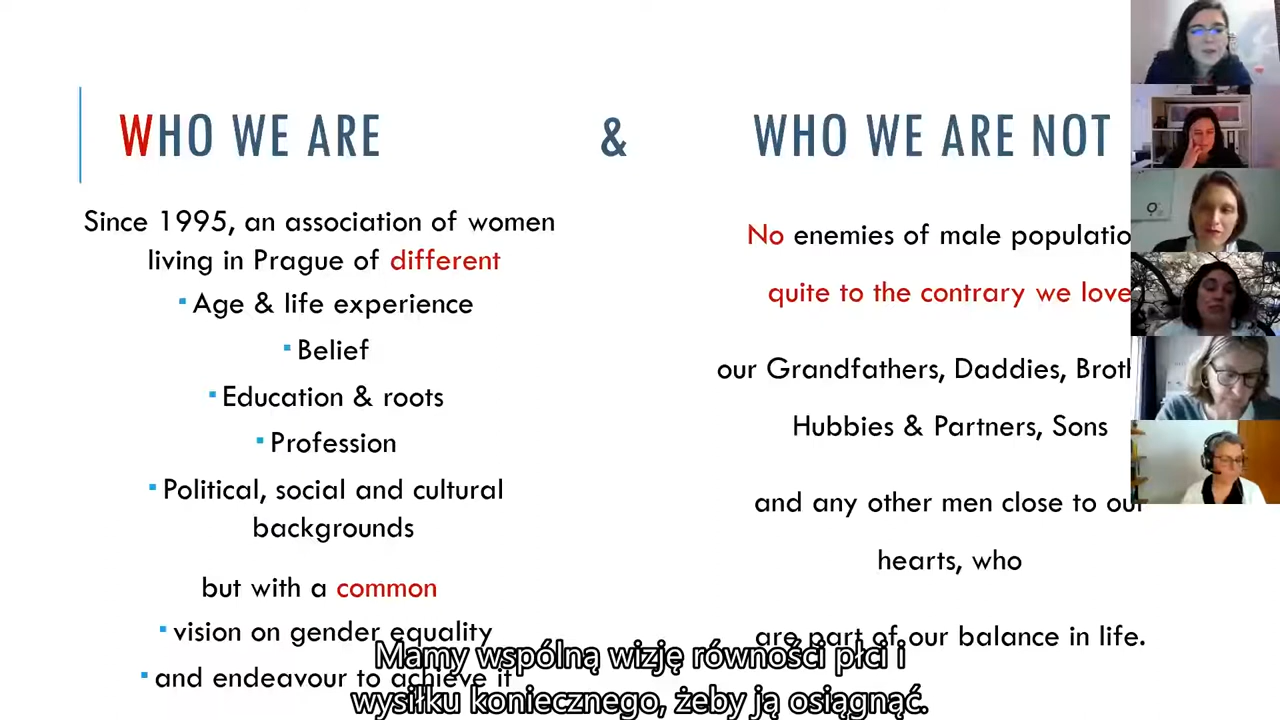 WHO WE ARE & WHO WE ARE NOT
Since 1995, an association of women
living in Prague of different
Age & life experience
Belief
Education & roots
Profession
Political, social and cultural
backgrounds
but with a common
vision on gender equality
and endeavour to achieve it
No enemies of male populatio
quite to the contrary we love
our Grandfathers, Daddies, Broth
Hubbies & Partners, Sons
and any other men close to our
hearts, who
are part of our balance in life.
Mamy wspólną wizję równości płci i
wysiłku koniecznego, żeby ją osiągnąć.